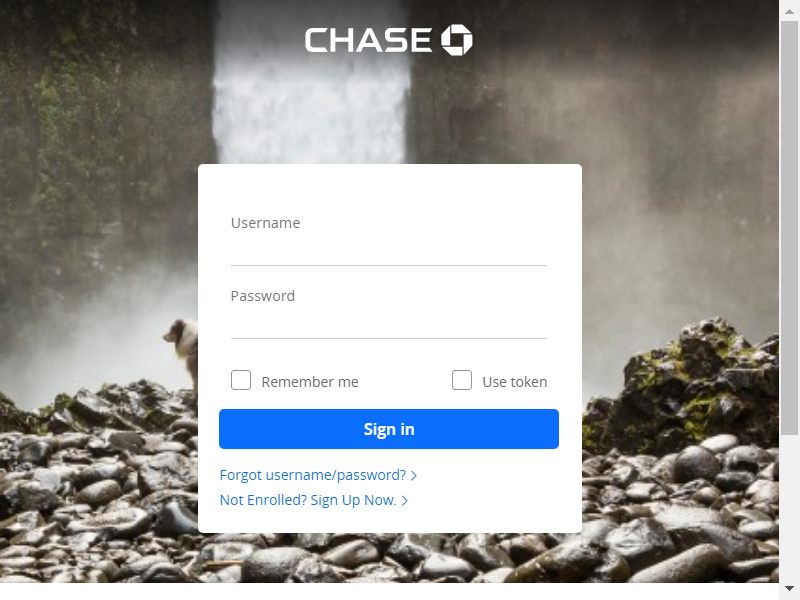 CHASE
Username
Password
Remember me
Use token
Sign in
Forgot username/password?
Not Enrolled? Sign Up Now.